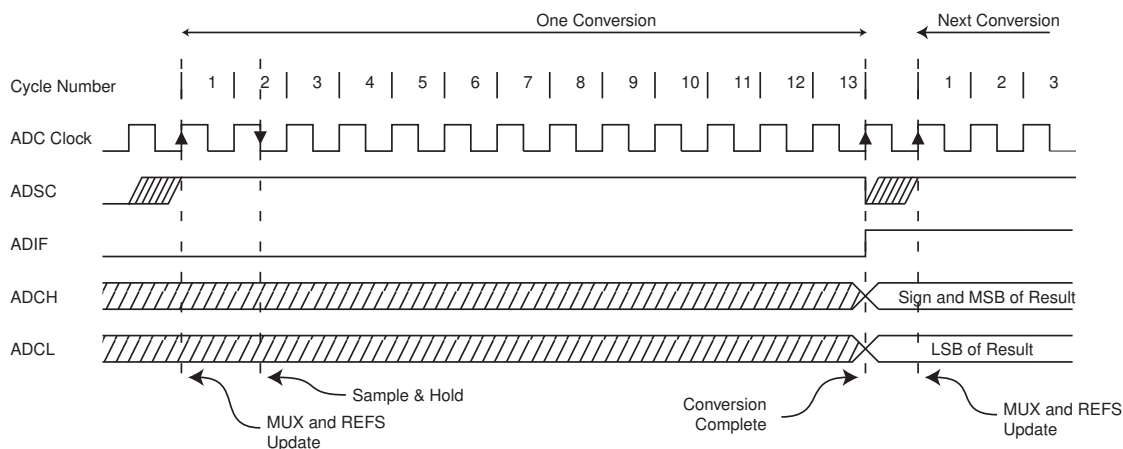 One Conversion
Next Conversion
Cycle Number 1 2 3 4 5 6 7 8 9 10 11 12 13 1 2 3
ADC Clock
ADSC
ADIF
ADCH Sign and MSB of Result
ADCL LSB of Result
MUX and REFS
Update
Sample & Hold
Conversion
Complete
MUX and REFS
Update